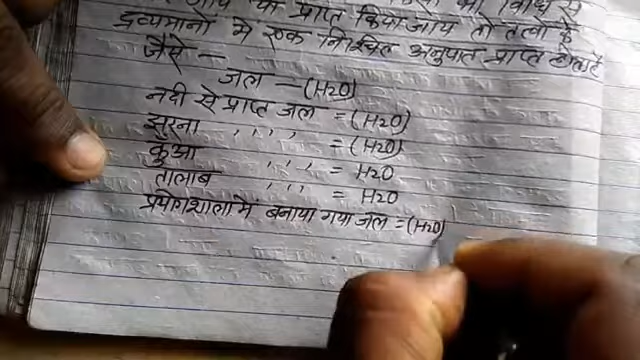 प्राप्त किया जाय तो तत्वों के
द्रव्यमानो मे एक निश्चित अनुपात प्राप्त होता है
जैसे —
जल — (H2O)
नदी से प्राप्त जल = (H2O)
झरना ,, ,, = (H2O)
कुआ ,, , = H2O
तालाब ,, , = H2O
प्रयोगशाला में बनाया गया जल = (H2O)